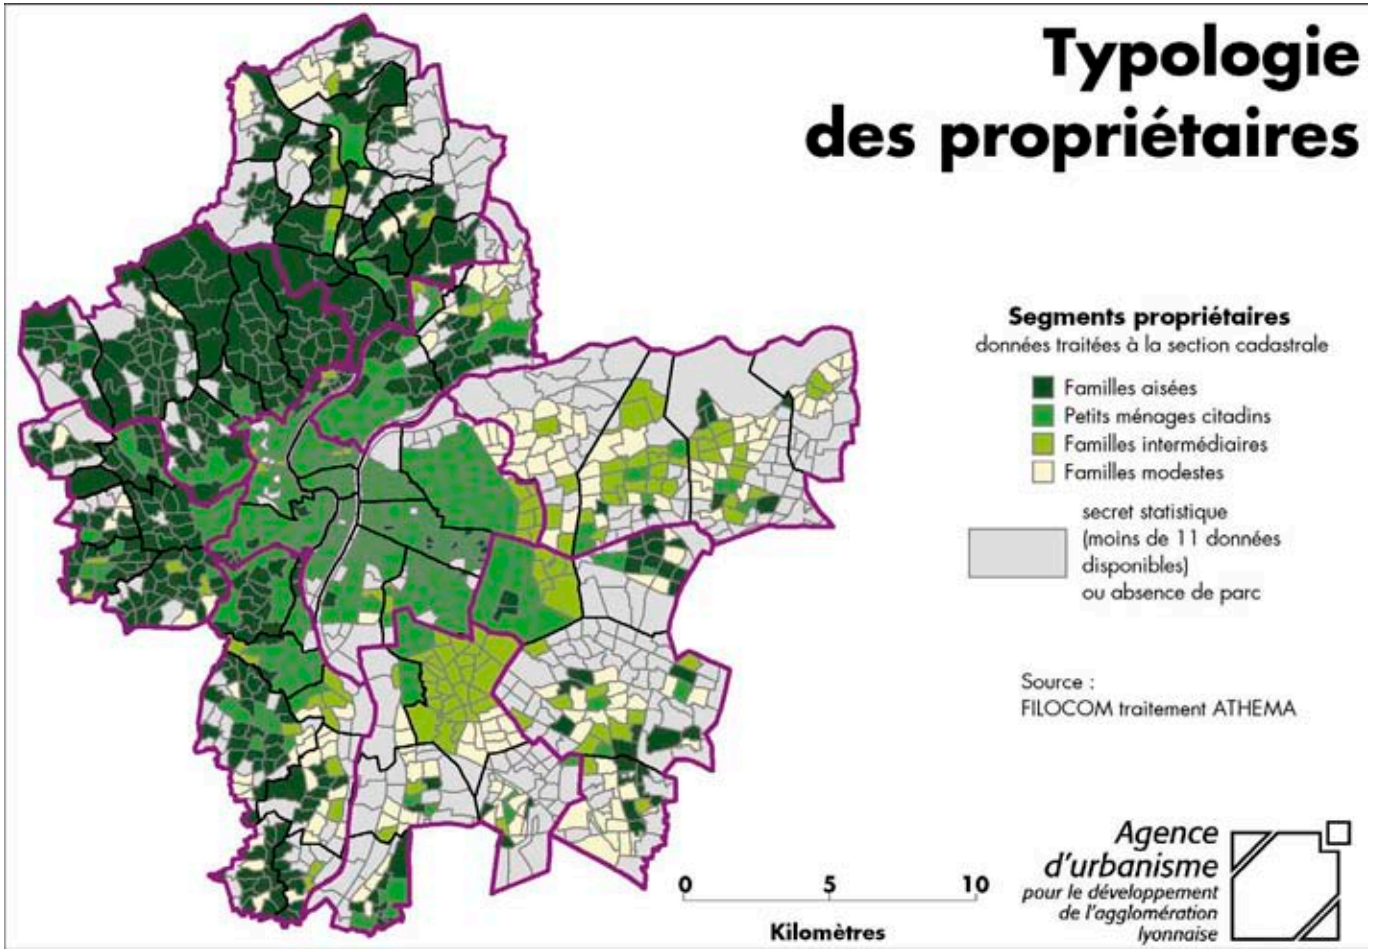 Typologie
des propriétaires
Segments propriétaires
données traitées à la section cadastrale
Familles aisées
Petits ménages citadins
Familles intermédiaires
Familles modestes
secret statistique
(moins de 11 données
disponibles)
ou absence de parc
Source :
FILOCOM traitement ATHEMA
0 5 10
Kilomètres
Agence
d'urbanisme
pour le développement
de l'agglomération
lyonnaise